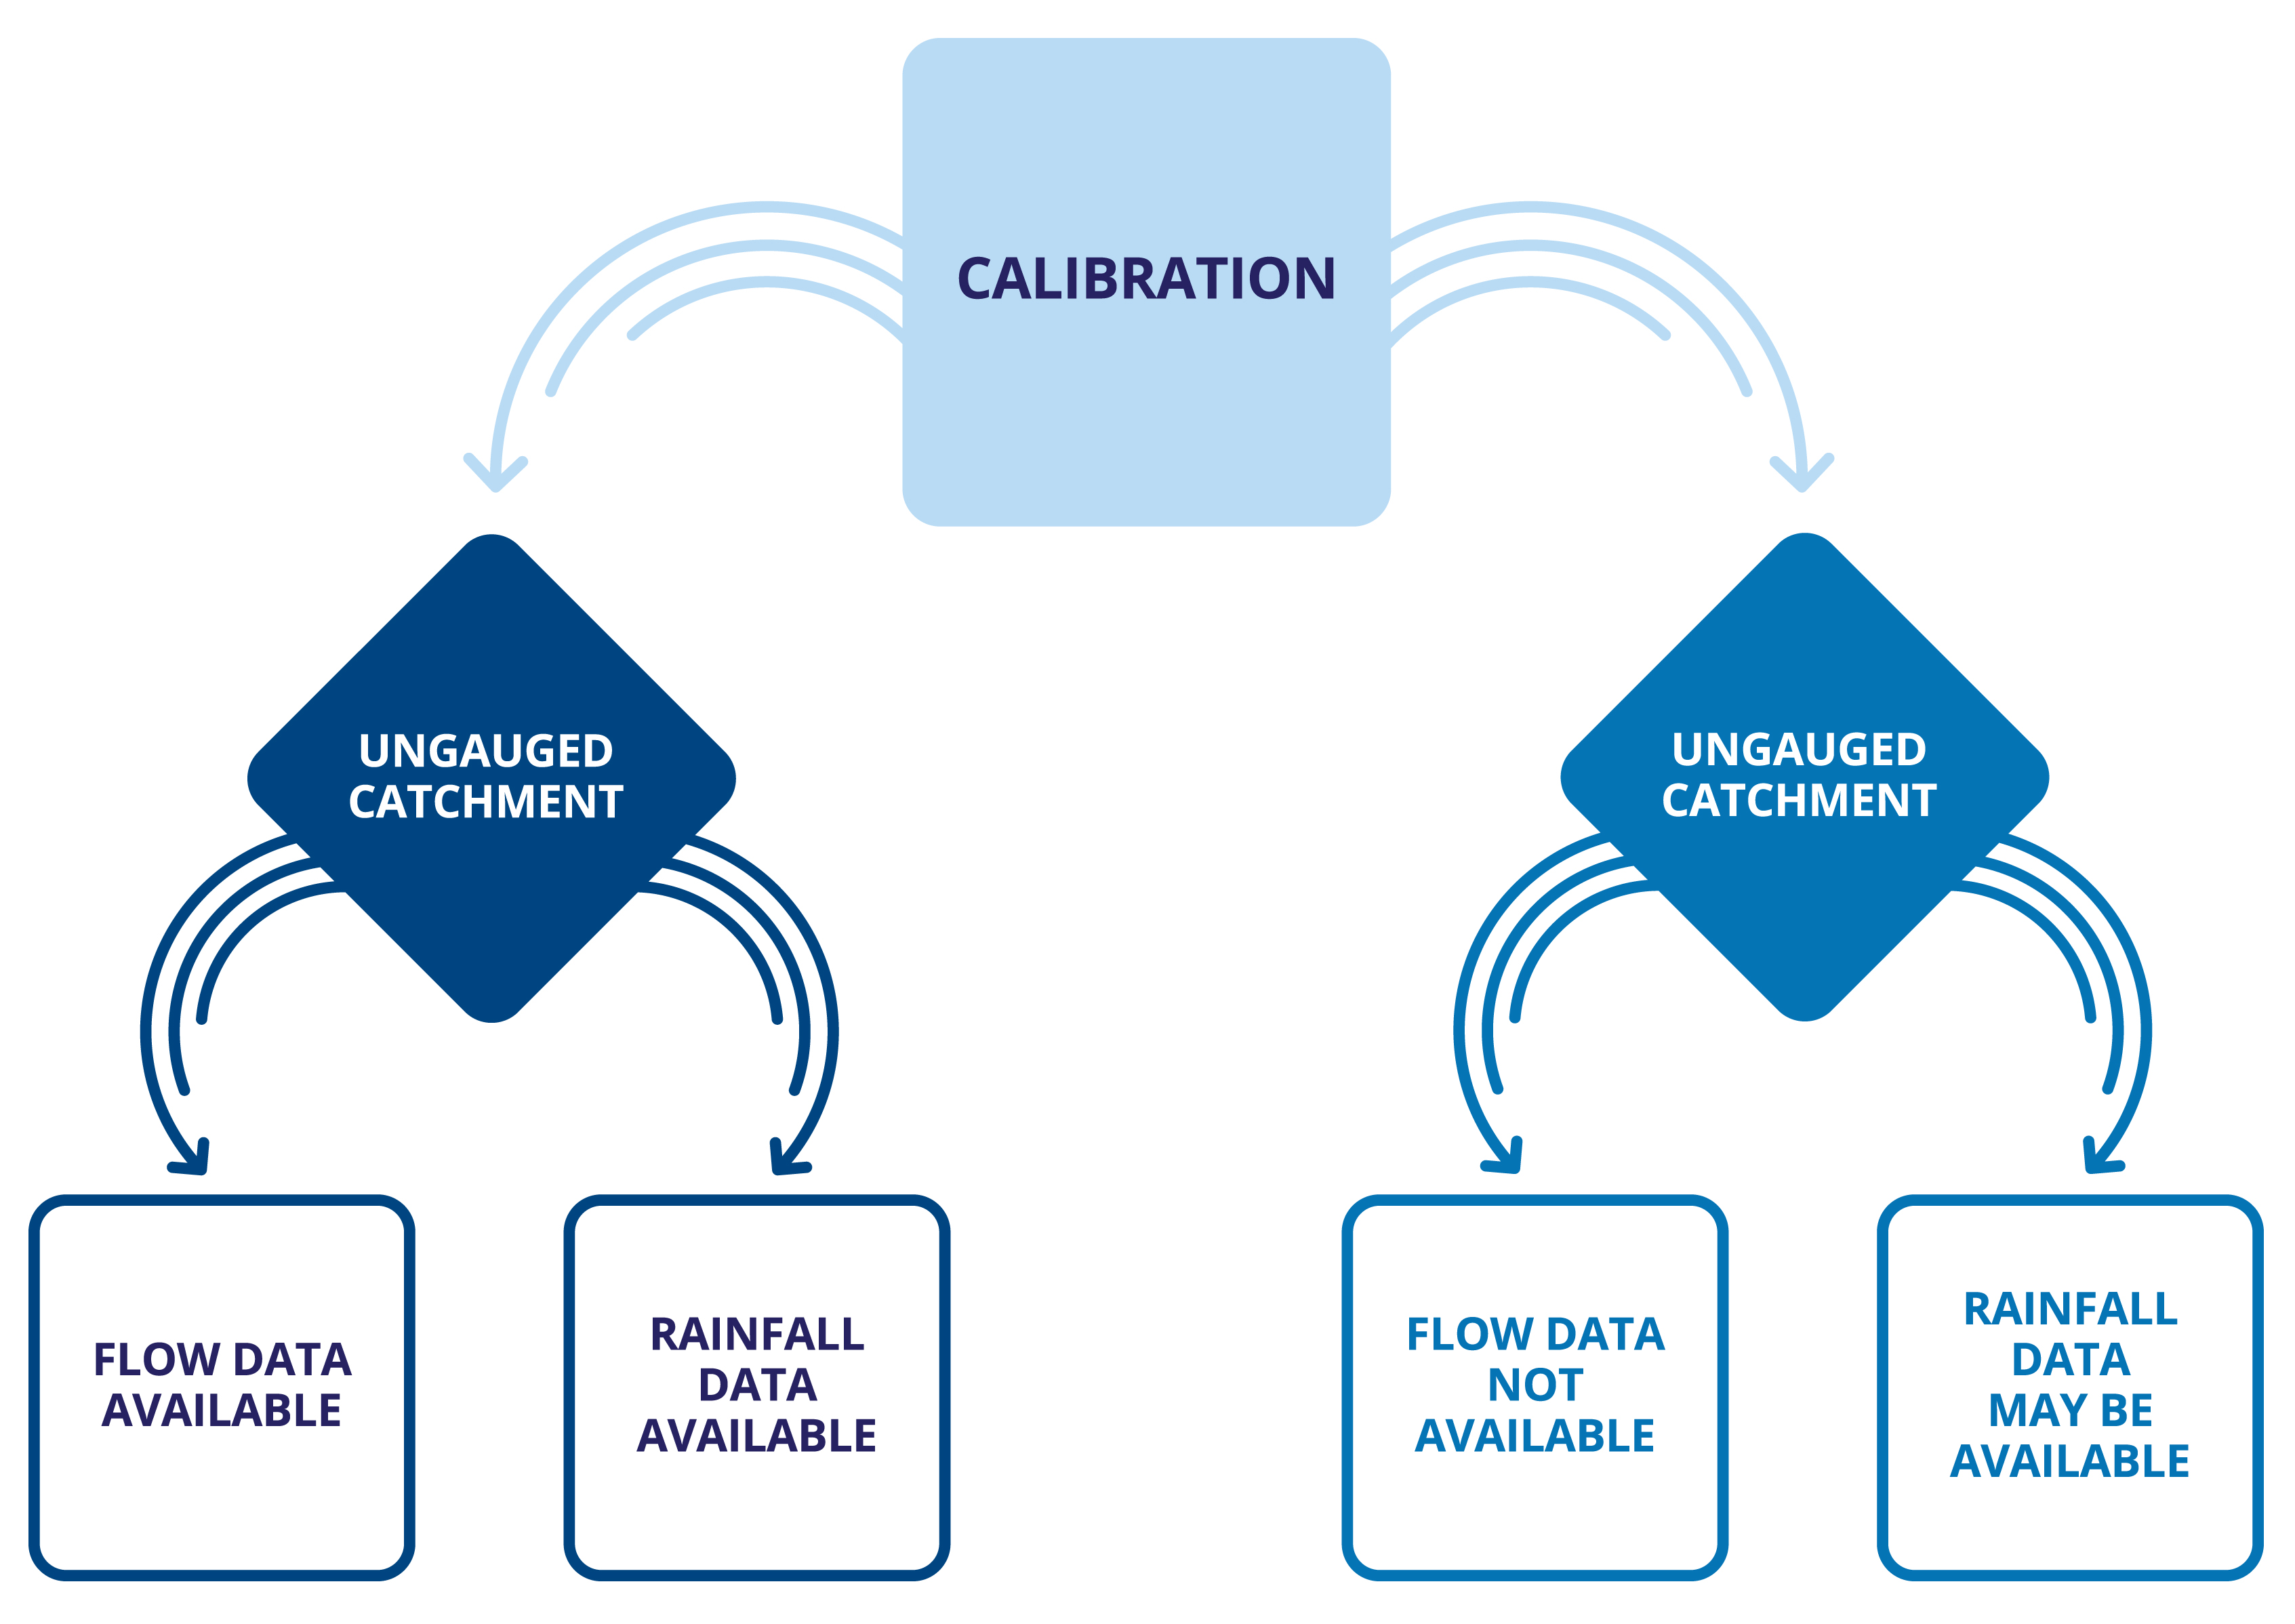 CALIBRATION
UNGAUGED
CATCHMENT
UNGAUGED
CATCHMENT
FLOW DATA
AVAILABLE
RAINFALL
DATA
AVAILABLE
FLOW DATA
NOT
AVAILABLE
RAINFALL
DATA
MAY BE
AVAILABLE